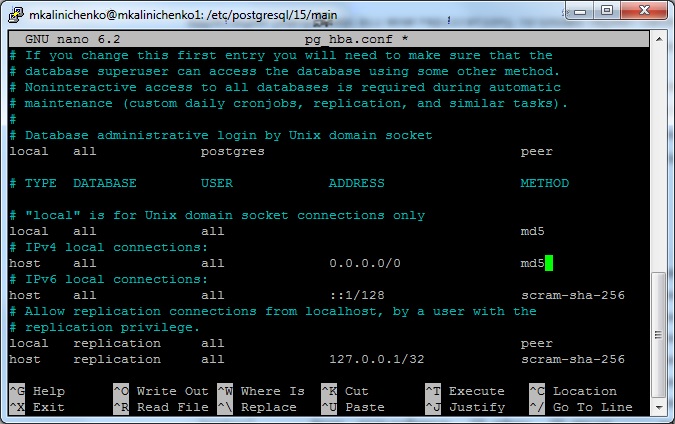 mkalinichenko@mkalinichenko1: /etc/postgresql/15/main
GNU nano 6.2 pg_hba.conf *
# If you change this first entry you will need to make sure that the
# database superuser can access the database using some other method.
# Noninteractive access to all databases is required during automatic
# maintenance (custom daily cronjobs, replication, and similar tasks).
#
# Database administrative login by Unix domain socket
local all postgres peer
# TYPE DATABASE USER ADDRESS METHOD
# "local" is for Unix domain socket connections only
local all all md5
# IPv4 local connections:
host all all 0.0.0.0/0 md5
# IPv6 local connections:
host all all ::1/128 scram-sha-256
# Allow replication connections from localhost, by a user with the
# replication privilege.
local replication all peer
host replication all 127.0.0.1/32 scram-sha-256
^G Help ^O Write Out ^W Where Is ^K Cut ^T Execute ^C Location
^X Exit ^R Read File ^\ Replace ^U Paste ^J Justify ^/ Go To Line